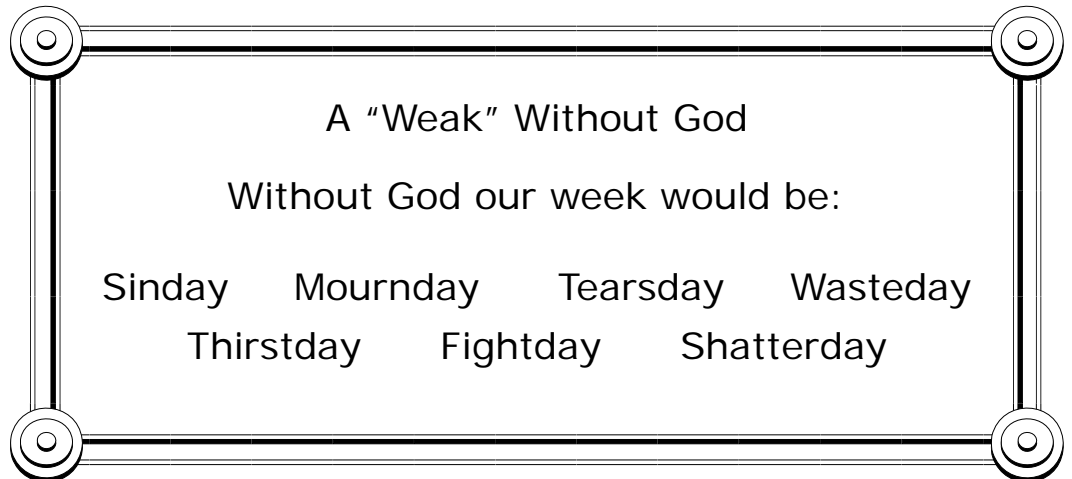 A “Weak” Without God
Without God our week would be:
Sinday Mournday Tearsday Wasteday
Thirstday Fightday Shatterday